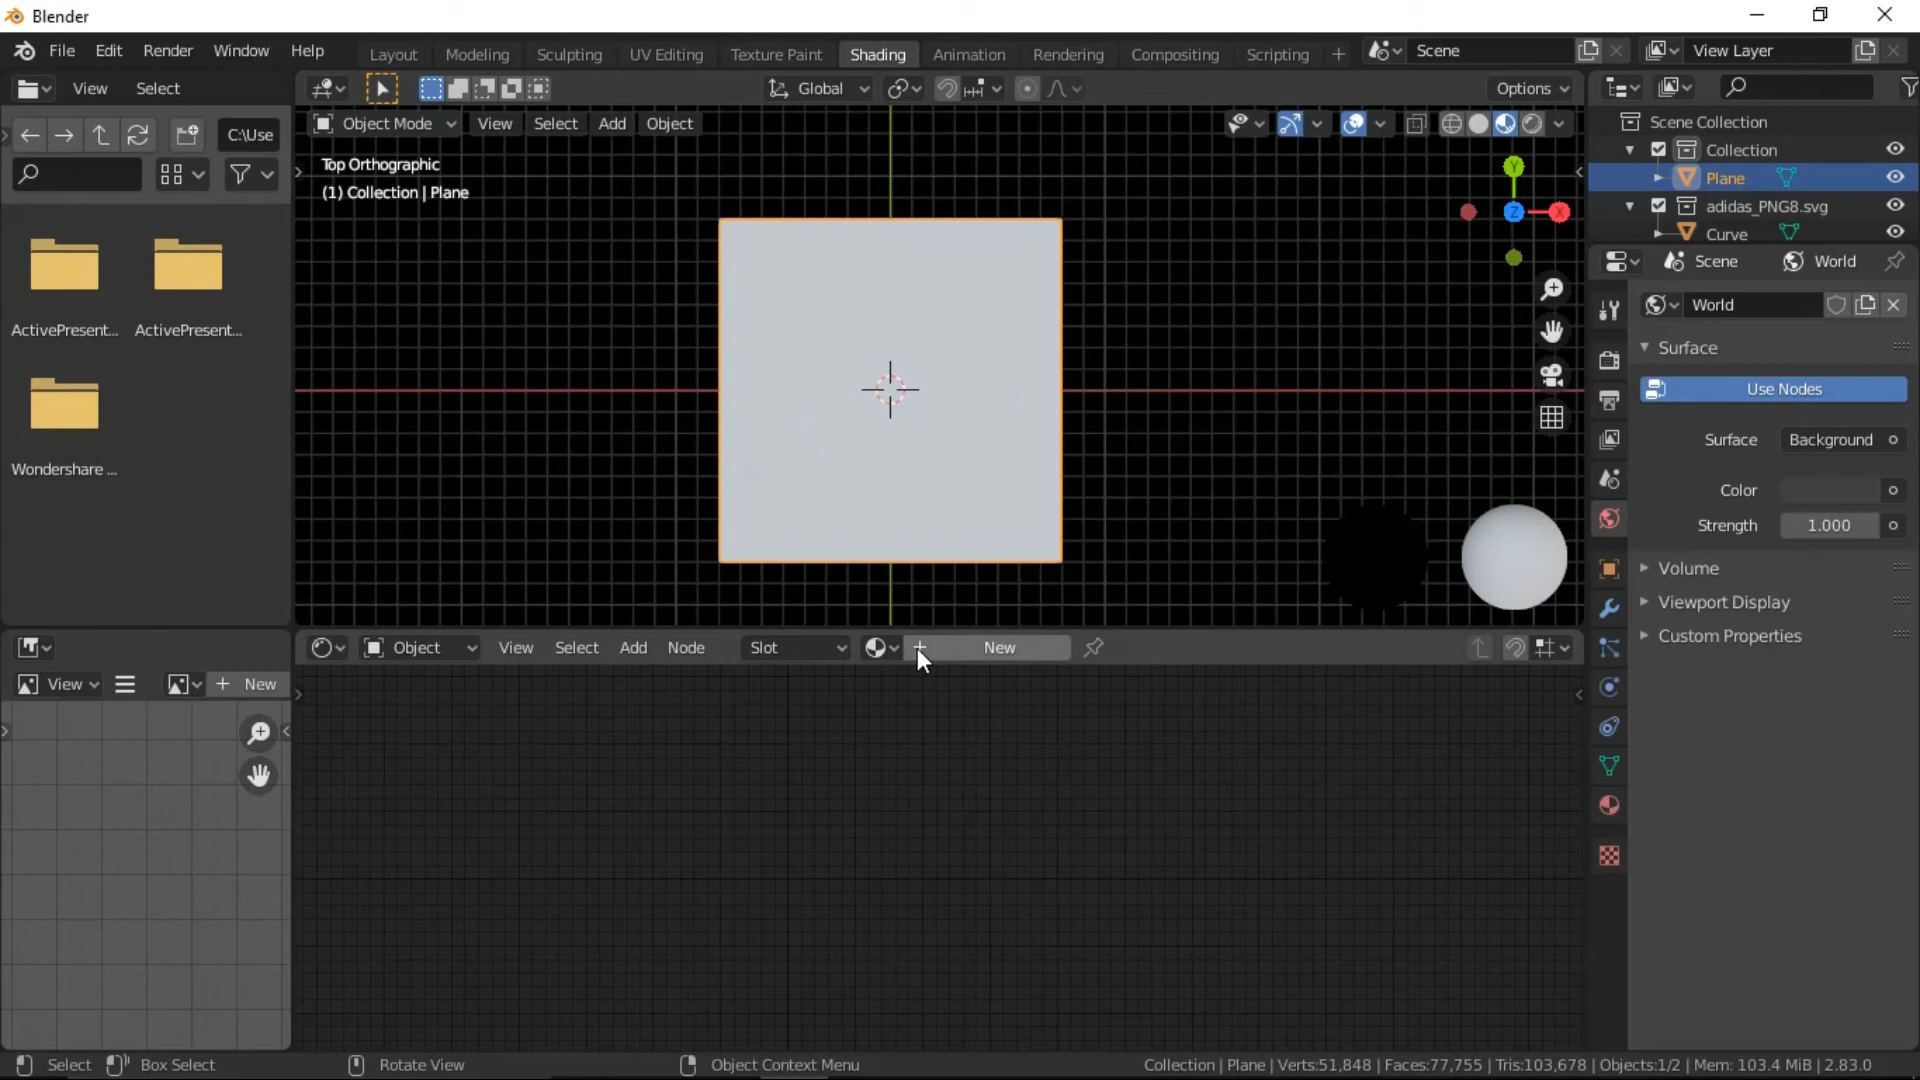 Blender
File Edit Render Window Help Layout Modeling Sculpting UV Editing Texture Paint Shading Animation Rendering Compositing Scripting + Scene View Layer
View Select
Global Options
C:\Use
Object Mode View Select Add Object
Scene Collection
Collection
Plane
adidas_PNG8.svg
Curve
Top Orthographic
(1) Collection | Plane
Y
Z X
ActivePresent... ActivePresent...
Wondershare ...
Scene World
World
Surface
Use Nodes
Surface Background
Color
Strength 1.000
Volume
Viewport Display
Custom Properties
Object View Select Add Node Slot New
View + New
Select Box Select Rotate View Object Context Menu Collection | Plane | Verts:51,848 | Faces:77,755 | Tris:103,678 | Objects:1/2 | Mem: 103.4 MiB | 2.83.0